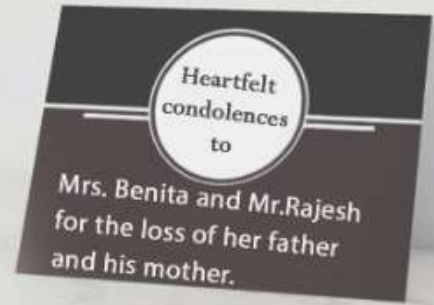 Heartfelt
condolences
to
Mrs. Benita and Mr.Rajesh
for the loss of her father
and his mother.